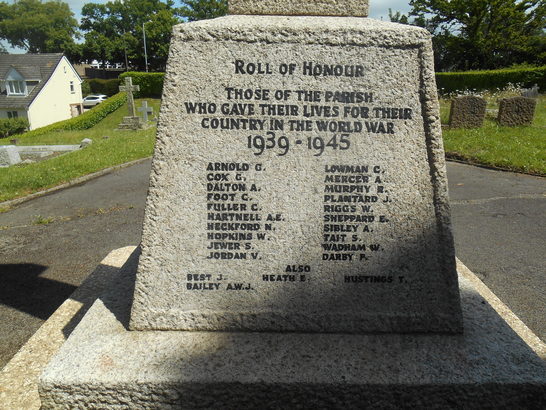 ROLL OF HONOUR
THOSE OF THE PARISH
WHO GAVE THEIR LIVES FOR THEIR
COUNTRY IN THE WORLD WAR
1939-1945
ARNOLD G. LOWMAN C.
COX G. MERCER A.
DALTON A. MURPHY R.
FOOT C. PLANTARD J.
FULLER C. RIGGS W.
HARTNELL A.E. SHEPPARD E.
HECKFORD N. SIBLEY A.
HOPKINS W. TAIT S.
JEWER S. WADHAM W.
JORDAN V. DARBY F.
ALSO
BEST J. HEATH E. HUSTINGS T.
BAILEY A.W.J.